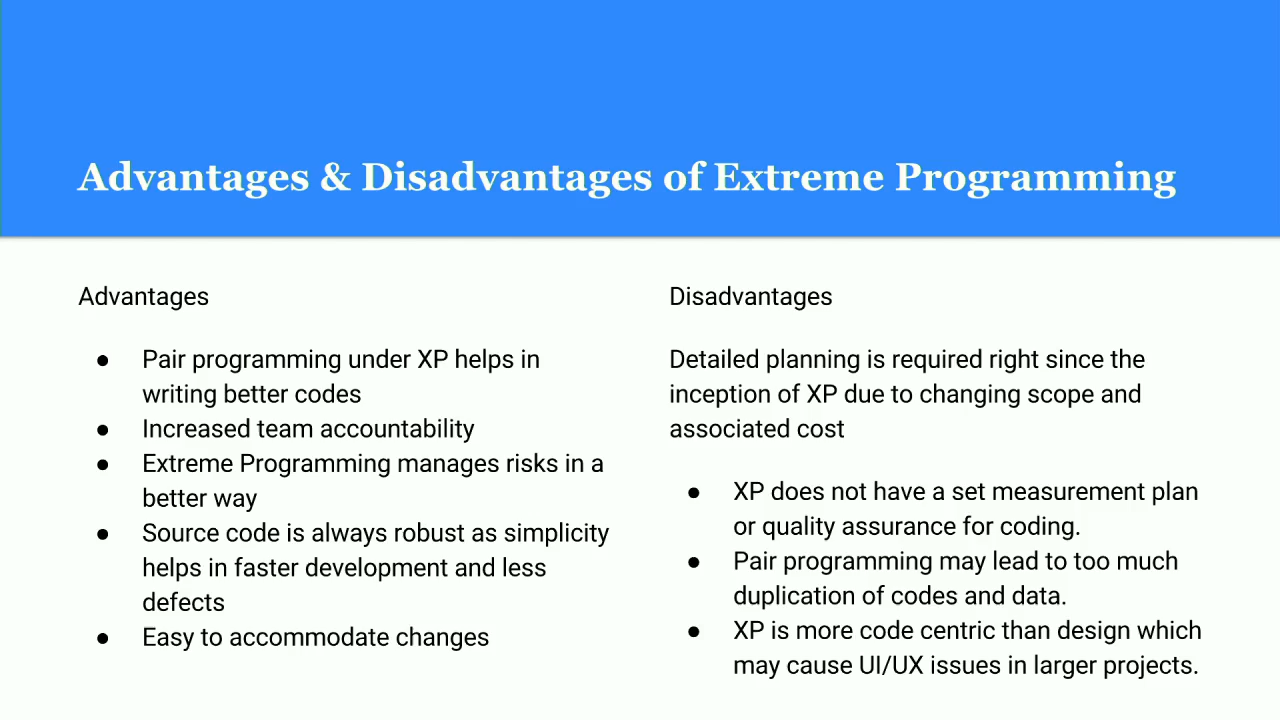 Advantages & Disadvantages of Extreme Programming
Advantages
● Pair programming under XP helps in
writing better codes
● Increased team accountability
● Extreme Programming manages risks in a
better way
● Source code is always robust as simplicity
helps in faster development and less
defects
● Easy to accommodate changes
Disadvantages
Detailed planning is required right since the
inception of XP due to changing scope and
associated cost
● XP does not have a set measurement plan
or quality assurance for coding.
● Pair programming may lead to too much
duplication of codes and data.
● XP is more code centric than design which
may cause UI/UX issues in larger projects.